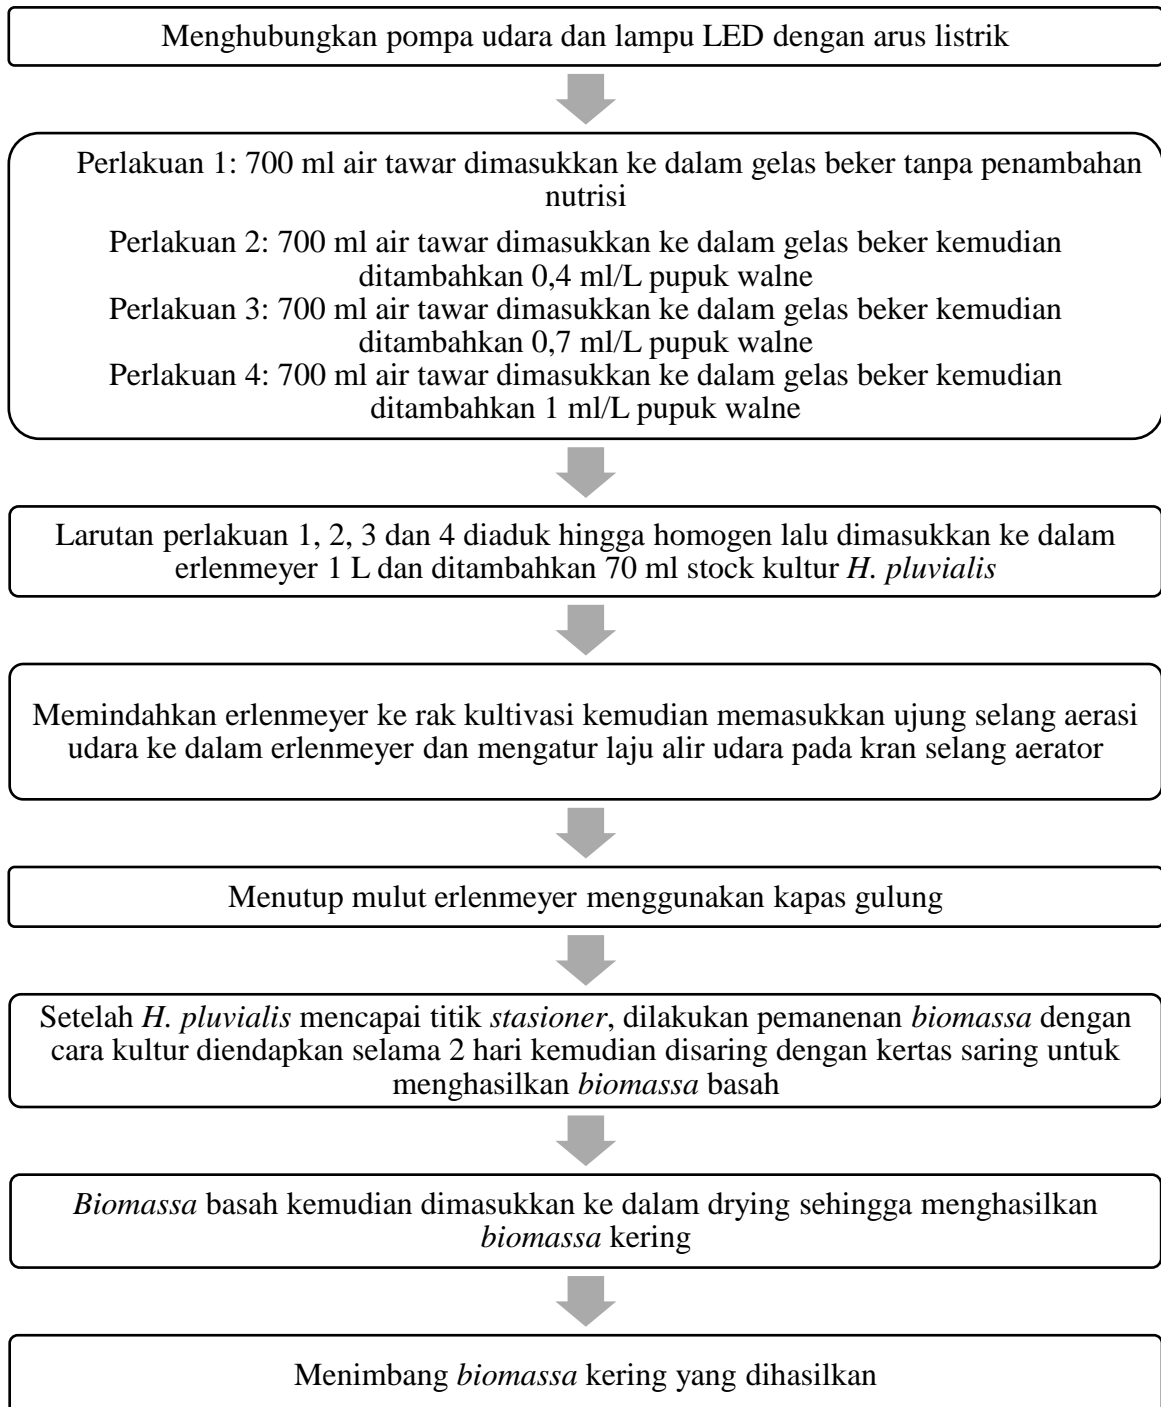 Menghubungkan pompa udara dan lampu LED dengan arus listrik
Perlakuan 1: 700 ml air tawar dimasukkan ke dalam gelas beker tanpa penambahan
nutrisi
Perlakuan 2: 700 ml air tawar dimasukkan ke dalam gelas beker kemudian
ditambahkan 0,4 ml/L pupuk walne
Perlakuan 3: 700 ml air tawar dimasukkan ke dalam gelas beker kemudian
ditambahkan 0,7 ml/L pupuk walne
Perlakuan 4: 700 ml air tawar dimasukkan ke dalam gelas beker kemudian
ditambahkan 1 ml/L pupuk walne
Larutan perlakuan 1, 2, 3 dan 4 diaduk hingga homogen lalu dimasukkan ke dalam
erlenmeyer 1 L dan ditambahkan 70 ml stock kultur H. pluvialis
Memindahkan erlenmeyer ke rak kultivasi kemudian memasukkan ujung selang aerasi
udara ke dalam erlenmeyer dan mengatur laju alir udara pada kran selang aerator
Menutup mulut erlenmeyer menggunakan kapas gulung
Setelah H. pluvialis mencapai titik stasioner, dilakukan pemanenan biomassa dengan
cara kultur diendapkan selama 2 hari kemudian disaring dengan kertas saring untuk
menghasilkan biomassa basah
Biomassa basah kemudian dimasukkan ke dalam drying sehingga menghasilkan
biomassa kering
Menimbang biomassa kering yang dihasilkan